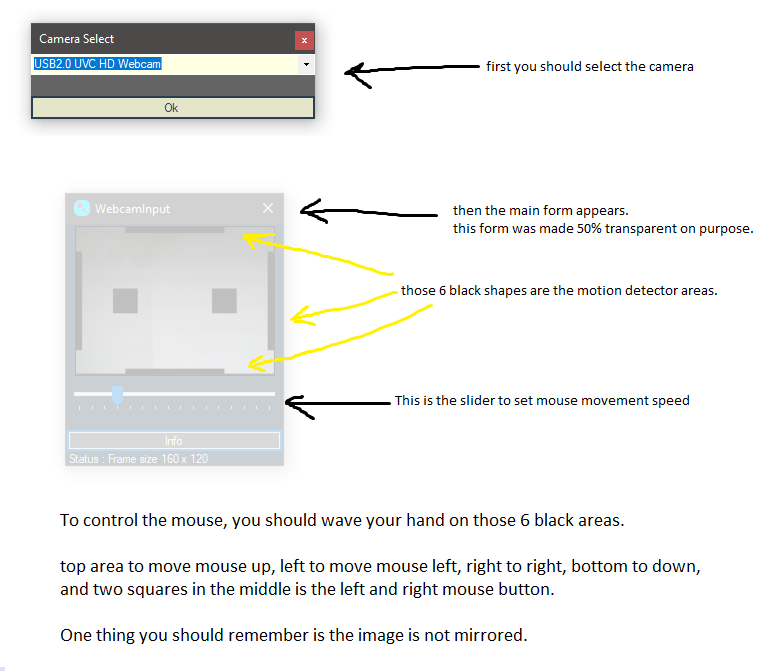 Camera Select
x
USB2.0 UVC HD Webcam
first you should select the camera
Ok
WebcamInput
then the main form appears.
this form was made 50% transparent on purpose.
those 6 black shapes are the motion detector areas.
This is the slider to set mouse movement speed
Info
Status : Frame size 160 x 120
To control the mouse, you should wave your hand on those 6 black areas.
top area to move mouse up, left to move mouse left, right to right, bottom to down,
and two squares in the middle is the left and right mouse button.
One thing you should remember is the image is not mirrored.